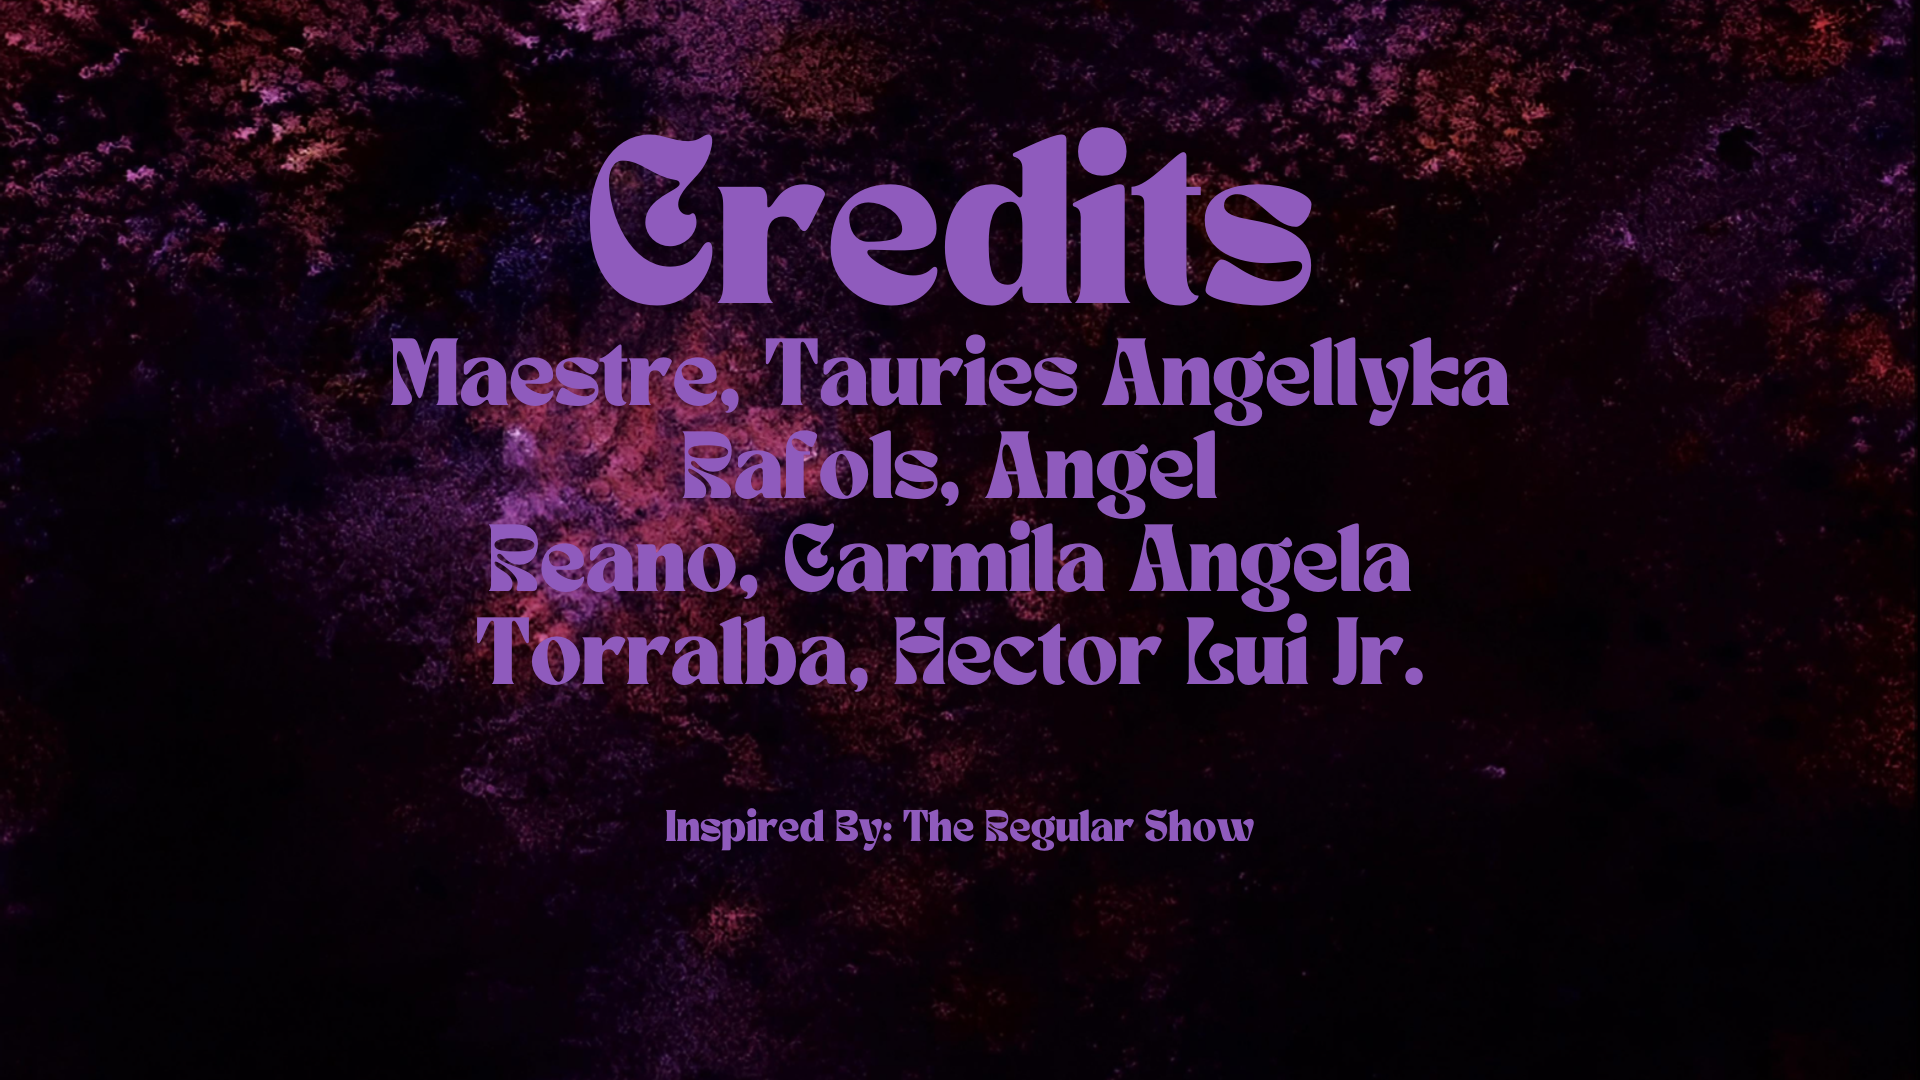 Credits
Maestre, Tauries Angellyka
Rafols, Angel
Reano, Carmila Angela
Torralba, Hector Lui Jr.
Inspired By: The Regular Show